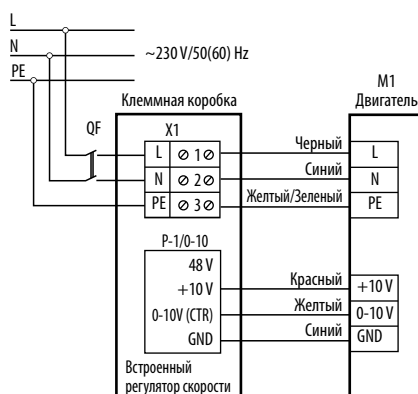 L
N
~230 V/50(60) Hz
PE
M1
Клеммная коробка
Двигатель
QF
X1
Черный
L
1
L
Синий
N
2
N
Желтый/Зеленый
PE
3
PE
P-1/0-10
48 V
Красный
+10 V
+10 V
Желтый
0-10V (CTR)
0-10 V
Синий
GND
GND
Встроенный
регулятор скорости